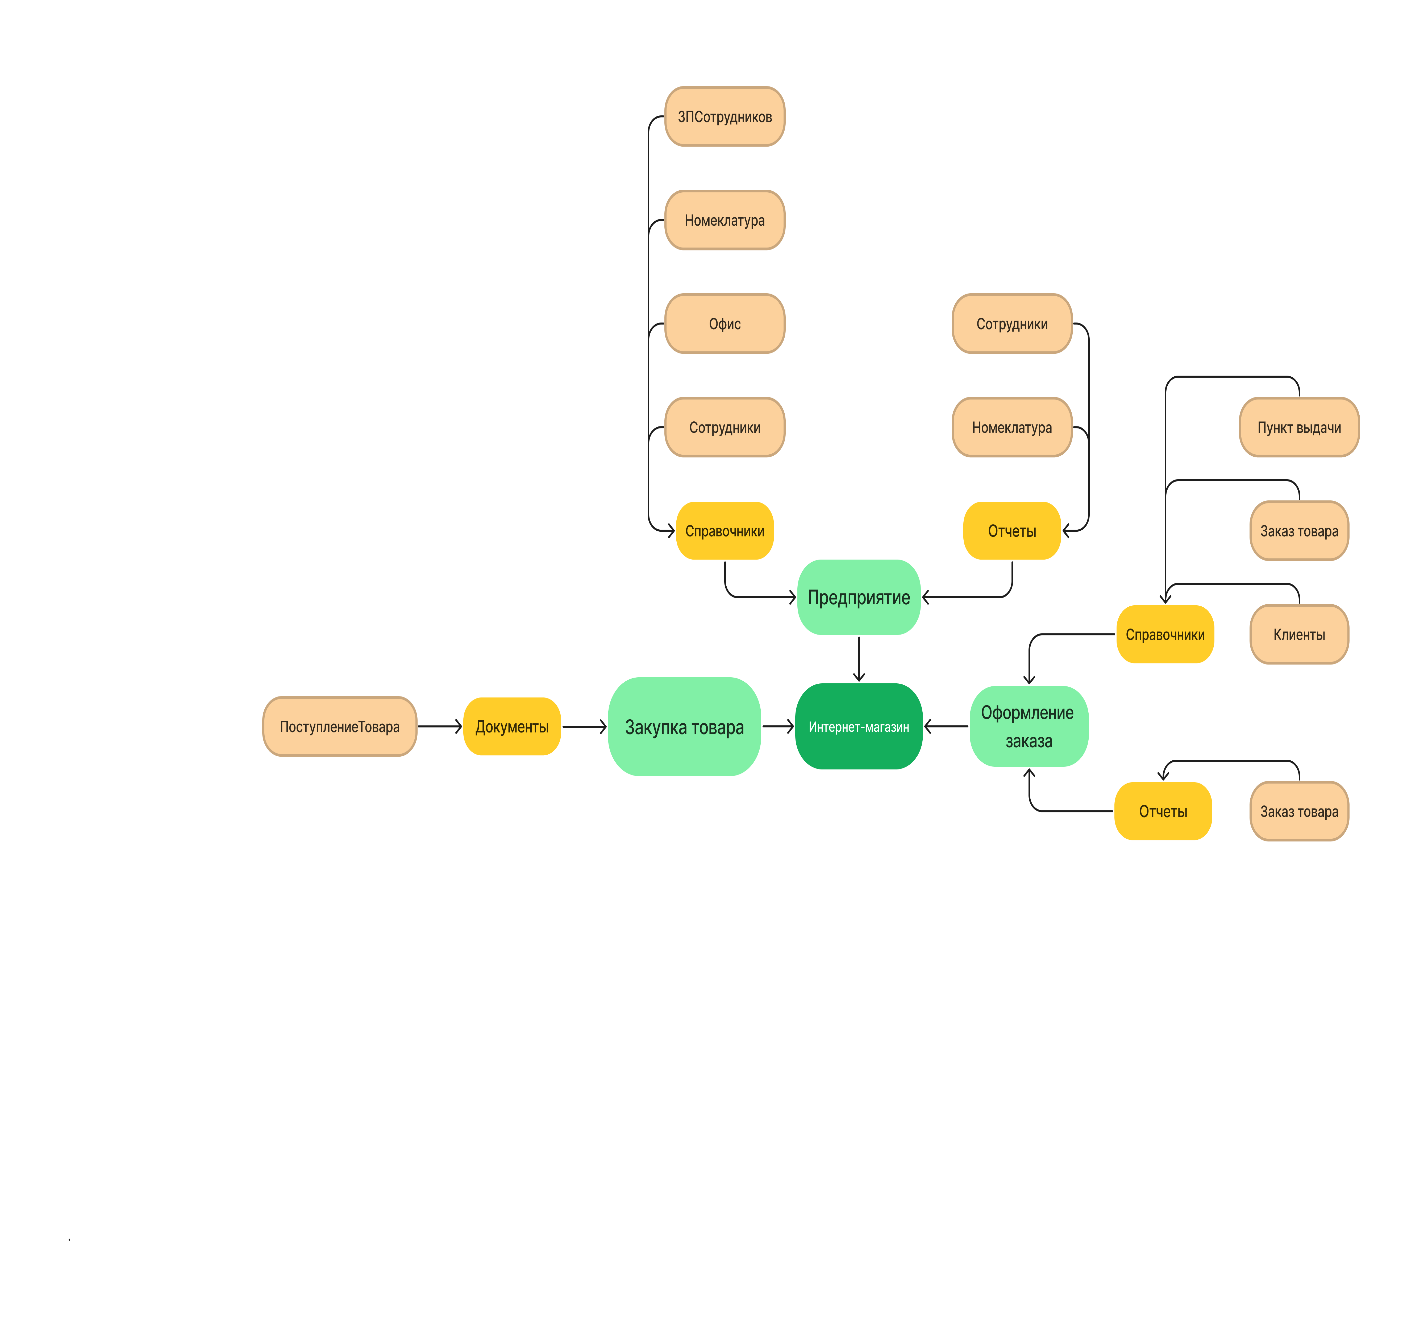 ЗПСотрудников
Номеклатура
Офис
Сотрудники
Сотрудники
Номеклатура
Пункт выдачи
Справочники
Отчеты
Заказ товара
Предприятие
Справочники
Клиенты
ПоступлениеТовара
Документы
Закупка товара
Интернет-магазин
Оформление
заказа
Отчеты
Заказ товара